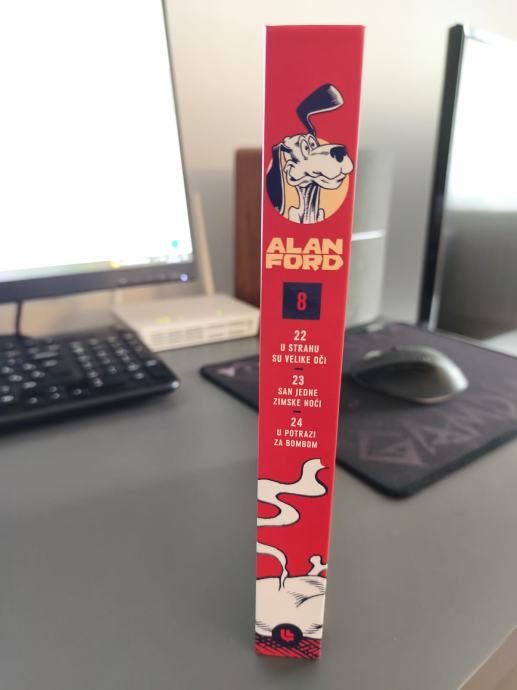 ALAN
FORD
8
22
U STRAHU
SU VELIKE OČI
23
SAN JEDNE
ZIMSKE NOĆI
24
U POTRAZI
ZA BOMBOM